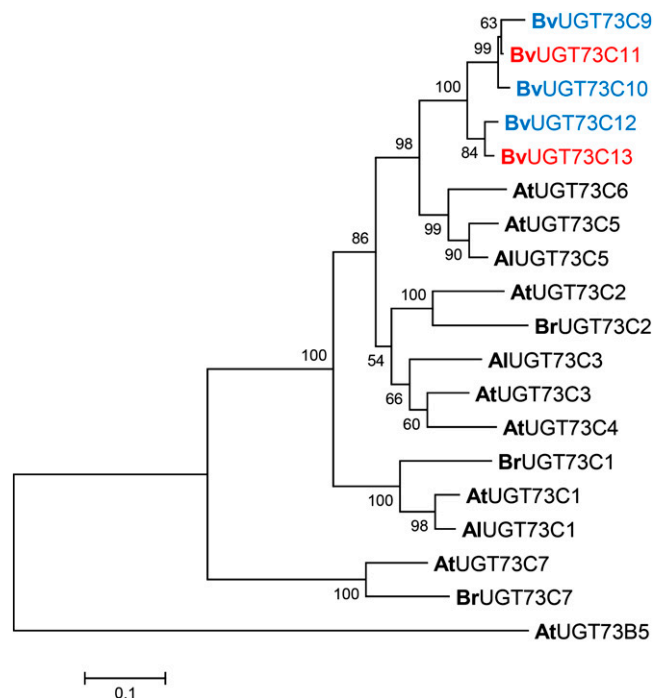 63
BvUGT73C9
99
BvUGT73C11
100
BvUGT73C10
BvUGT73C12
98
84
BvUGT73C13
AtUGT73C6
99
AtUGT73C5
86
90
AlUGT73C5
100
AtUGT73C2
BrUGT73C2
100
54
AlUGT73C3
66
AtUGT73C3
60
AtUGT73C4
BrUGT73C1
100
AtUGT73C1
98
AlUGT73C1
AtUGT73C7
100
BrUGT73C7
AtUGT73B5
0.1